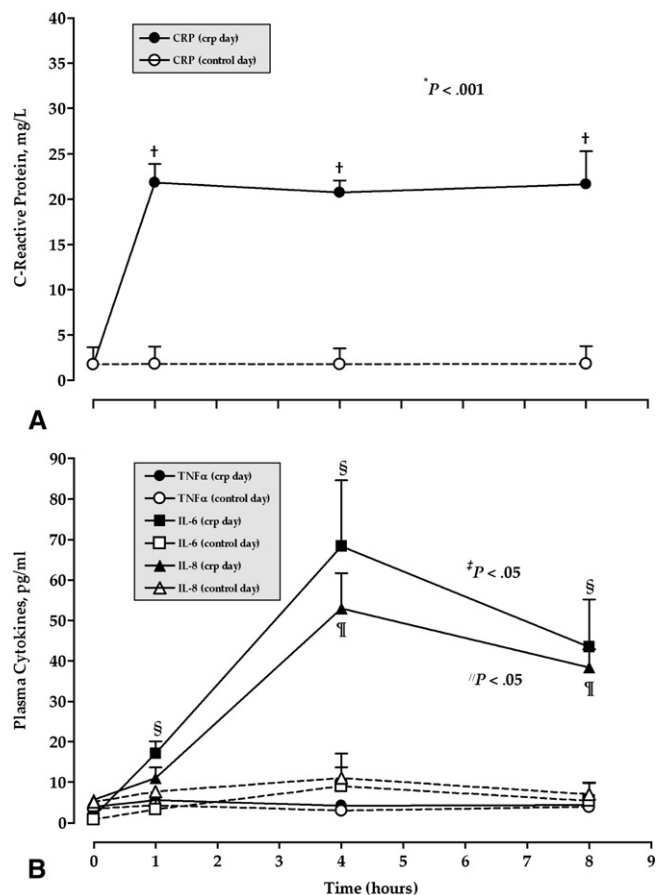 40
CRP (crp day)
35
CRP (control day)
30
*P < .001
25
† † †
20
15
10
5
0
C-Reactive Protein, mg/L
A
90
TNFα (crp day)
80
TNFα (control day)
70
IL-6 (crp day)
60
IL-6 (control day)
50
IL-8 (crp day)
40
IL-8 (control day)
30
20
10
0
Plasma Cytokines, pg/ml
§ § §
‡P < .05
¶ ¶
//P < .05
B
0 1 2 3 4 5 6 7 8 9
Time (hours)